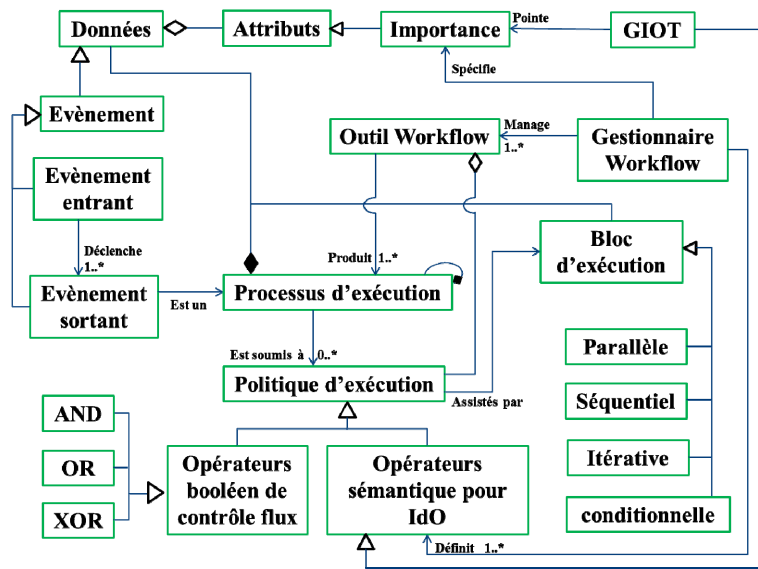 Données
Attributs
Importance
Pointe
GIOT
Spécifie
Evènement
Outil Workflow
Manage
1..*
Gestionnaire
Workflow
Evènement
entrant
Déclenche
1..*
Bloc
d'exécution
Produit 1..*
Evènement
sortant
Est un
Processus d'exécution
Est soumis à 0..*
Parallèle
Politique d'exécution
Assistés par
Séquentiel
AND
OR
XOR
Opérateurs
booléen de
contrôle flux
Opérateurs
sémantique pour
IdO
Itérative
conditionnelle
Définit 1..*